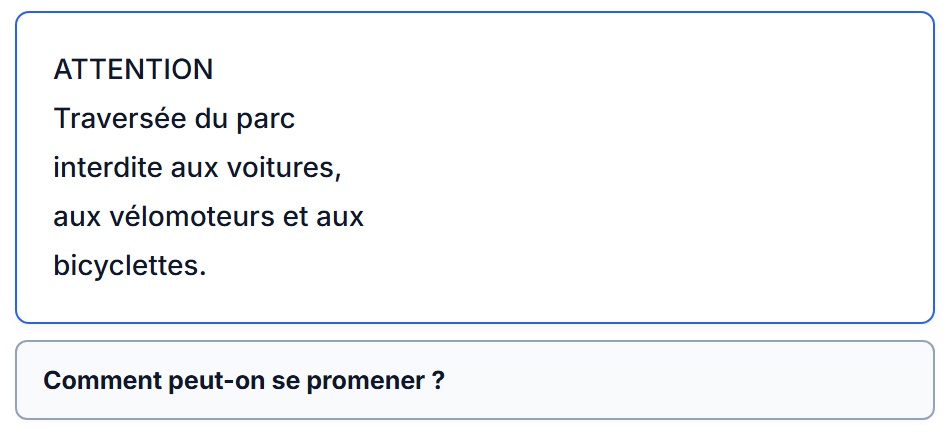 ATTENTION
Traversée du parc
interdite aux voitures,
aux vélomoteurs et aux
bicyclettes.
Comment peut-on se promener ?